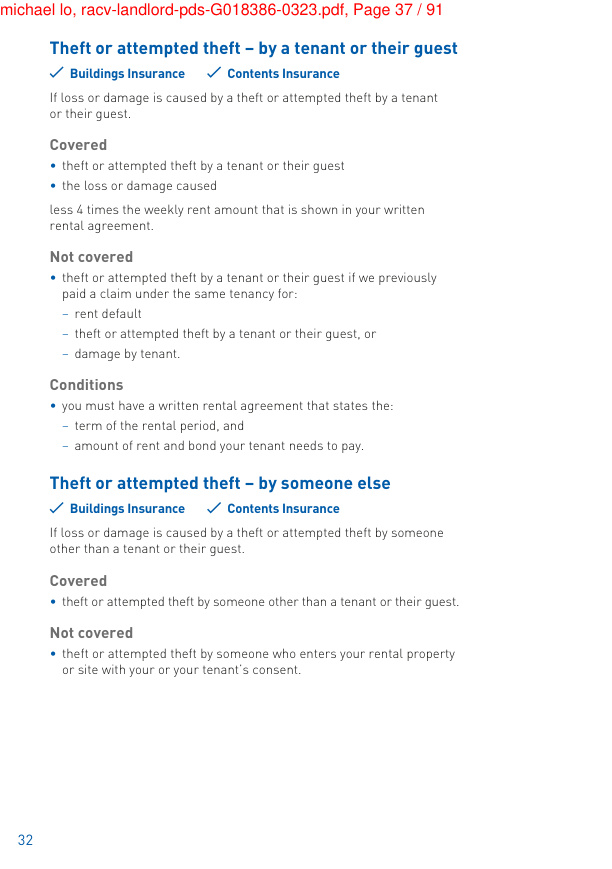 michael lo, racv-landlord-pds-G018386-0323.pdf, Page 37 / 91
Theft or attempted theft – by a tenant or their guest
✓ Buildings Insurance ✓ Contents Insurance
If loss or damage is caused by a theft or attempted theft by a tenant
or their guest.
Covered
• theft or attempted theft by a tenant or their guest
• the loss or damage caused
less 4 times the weekly rent amount that is shown in your written
rental agreement.
Not covered
• theft or attempted theft by a tenant or their guest if we previously
paid a claim under the same tenancy for:
– rent default
– theft or attempted theft by a tenant or their guest, or
– damage by tenant.
Conditions
• you must have a written rental agreement that states the:
– term of the rental period, and
– amount of rent and bond your tenant needs to pay.
Theft or attempted theft – by someone else
✓ Buildings Insurance ✓ Contents Insurance
If loss or damage is caused by a theft or attempted theft by someone
other than a tenant or their guest.
Covered
• theft or attempted theft by someone other than a tenant or their guest.
Not covered
• theft or attempted theft by someone who enters your rental property
or site with your or your tenant's consent.
32